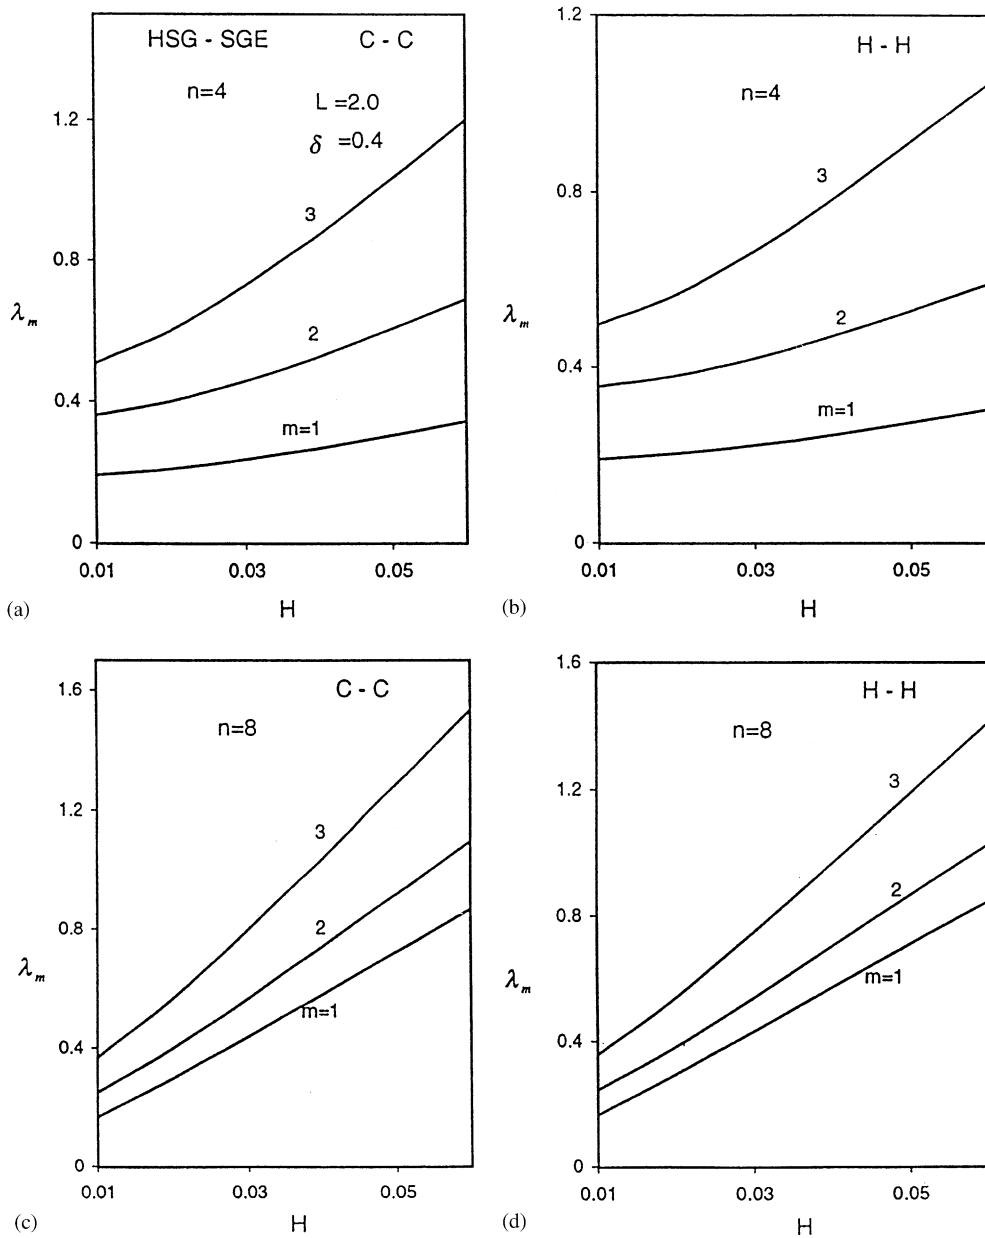 HSG - SGE C - C
n=4
L =2.0
δ =0.4
1.2
0.8
0.4
0
3
2
m=1
λm
0.01 0.03 0.05
H
(a)
1.2
0.8
0.4
0
H - H
n=4
3
2
m=1
λm
0.01 0.03 0.05
H
(b)
1.6
1.2
0.8
0.4
0
C - C
n=8
3
2
m=1
λm
0.01 0.03 0.05
H
(c)
1.6
1.2
0.8
0.4
0
H - H
n=8
3
2
m=1
λm
0.01 0.03 0.05
H
(d)